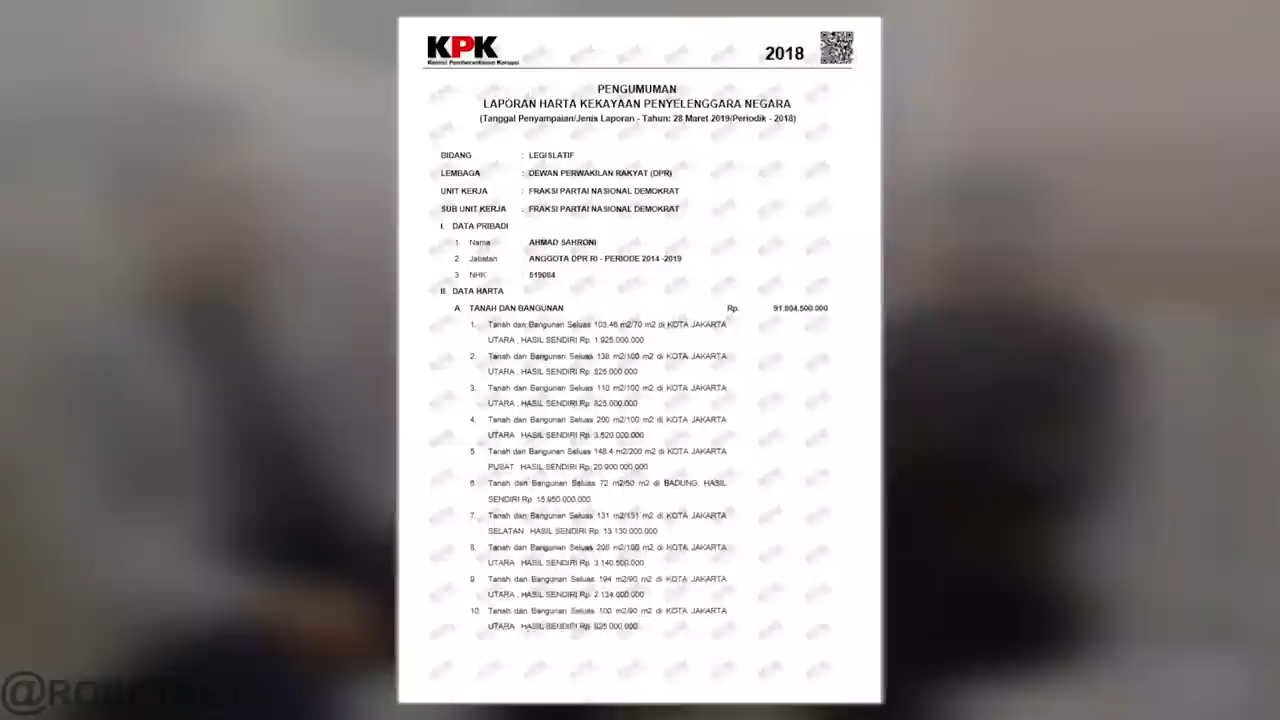 KPK
Komisi Pemberantasan Korupsi
2018
PENGUMUMAN
LAPORAN HARTA KEKAYAAN PENYELENGGARA NEGARA
(Tanggal Penyampaian/Jenis Laporan - Tahun: 28 Maret 2019/Periodik - 2018)
BIDANG : LEGISLATIF
LEMBAGA : DEWAN PERWAKILAN RAKYAT (DPR)
UNIT KERJA : FRAKSI PARTAI NASIONAL DEMOKRAT
SUB UNIT KERJA : FRAKSI PARTAI NASIONAL DEMOKRAT
I. DATA PRIBADI
1. Nama AHMAD SAHRONI
2. Jabatan ANGGOTA DPR RI - PERIODE 2014 -2019
3. NHK : 519084
II. DATA HARTA
A. TANAH DAN BANGUNAN Rp. 91.804.500.000
1. Tanah dan Bangunan Seluas 103.46 m2/70 m2 di KOTA JAKARTA
UTARA , HASIL SENDIRI Rp. 1.925.000.000
2. Tanah dan Bangunan Seluas 138 m2/100 m2 di KOTA JAKARTA
UTARA , HASIL SENDIRI Rp. 825.000.000
3. Tanah dan Bangunan Seluas 110 m2/100 m2 di KOTA JAKARTA
UTARA , HASIL SENDIRI Rp. 825.000.000
4. Tanah dan Bangunan Seluas 200 m2/100 m2 di KOTA JAKARTA
UTARA HASIL SENDIRI Rp. 3.520.000.000
5. Tanah dan Bangunan Seluas 148.4 m2/200 m2 di KOTA JAKARTA
PUSAT HASIL SENDIRI Rp. 20.900.000.000
6. Tanah dan Bangunan Seluas 72 m2/50 m2 di BADUNG, HASIL
SENDIRI Rp. 15.950.000.000
7. Tanah dan Bangunan Seluas 131 m2/131 m2 di KOTA JAKARTA
SELATAN HASIL SENDIRI Rp. 13.130.000.000
8. Tanah dan Bangunan Seluas 208 m2/100 m2 di KOTA JAKARTA
UTARA HASIL SENDIRI Rp. 3.140.500.000
9. Tanah dan Bangunan Seluas 194 m2/90 m2 di KOTA JAKARTA
UTARA , HASIL SENDIRI Rp. 2.134.000.000
10. Tanah dan Bangunan Seluas 100 m2/90 m2 di KOTA JAKARTA
UTARA , HASIL SENDIRI Rp. 825.000.000